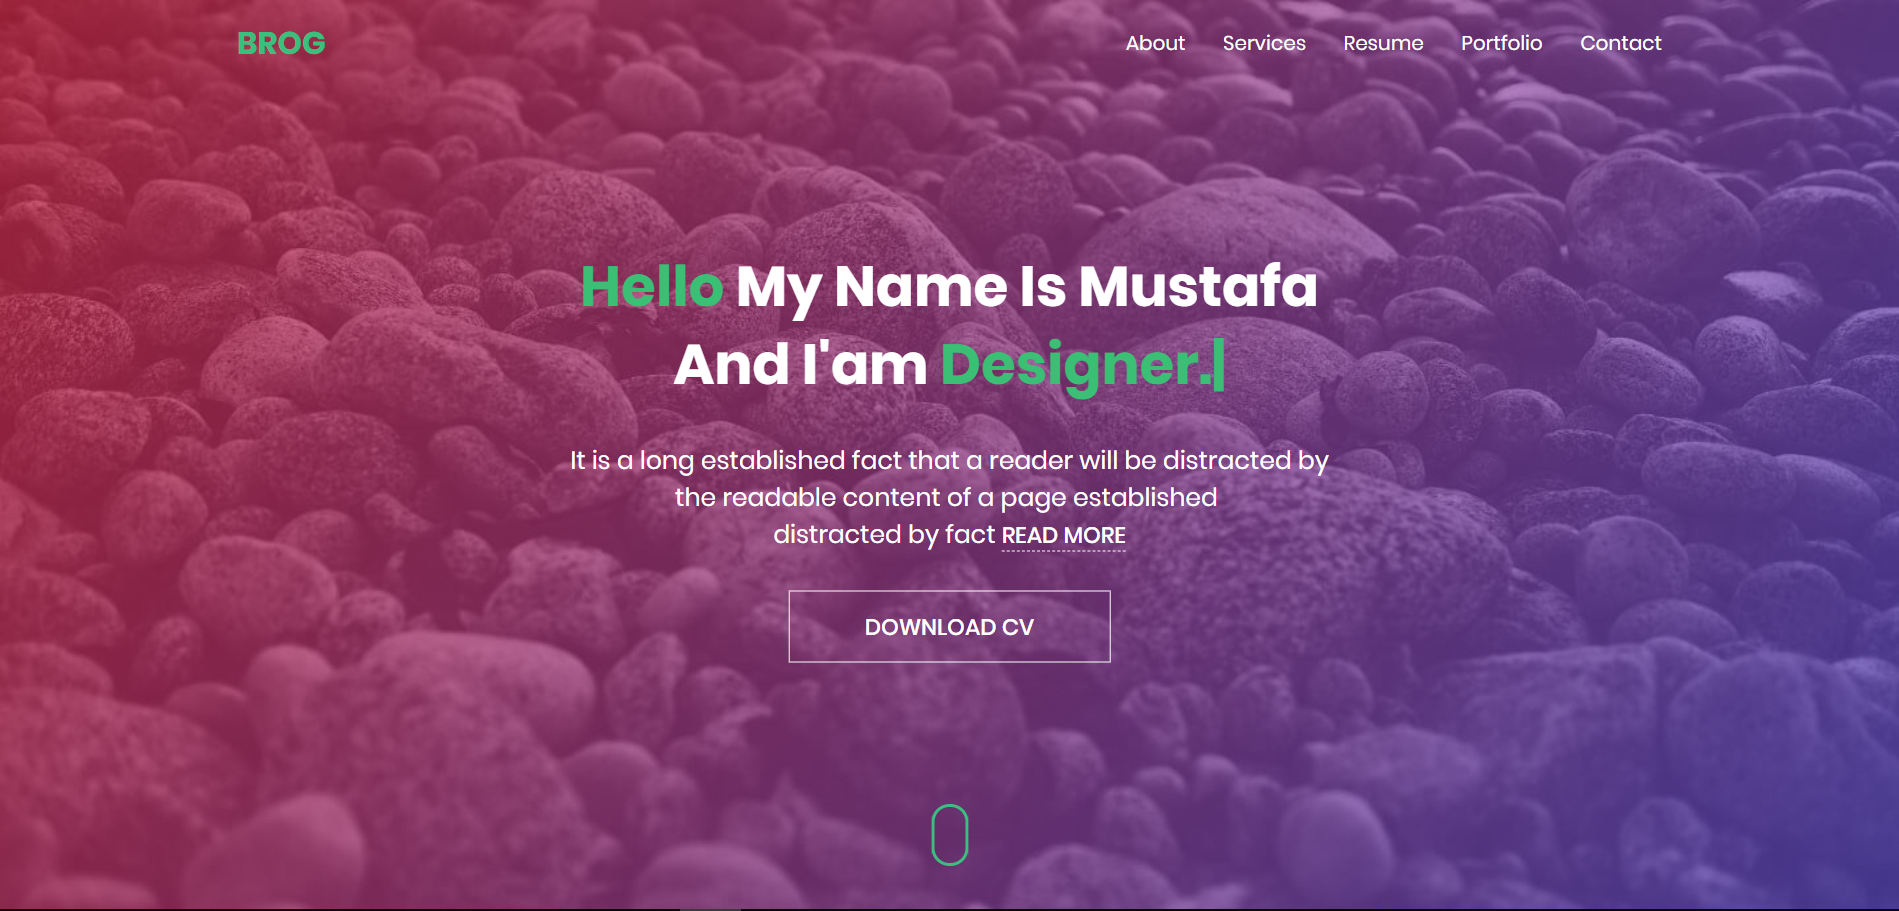 BROG
About Services Resume Portfolio Contact
Hello My Name Is Mustafa
And I'am Designer.|
It is a long established fact that a reader will be distracted by
the readable content of a page established
distracted by fact READ MORE
DOWNLOAD CV